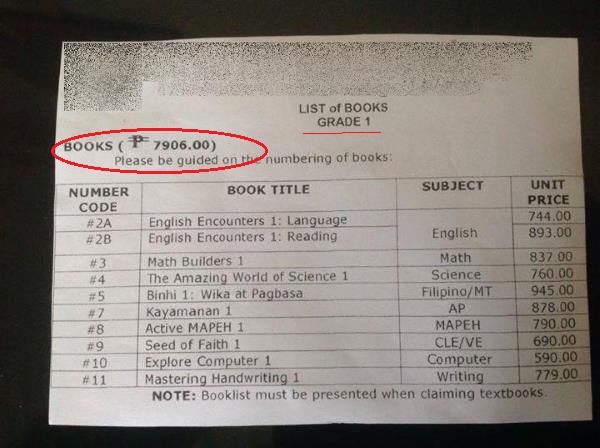 LIST of BOOKS
GRADE 1
BOOKS ( ₱ 7906.00)
Please be guided on the numbering of books:
NUMBER CODE BOOK TITLE SUBJECT UNIT PRICE
#2A English Encounters 1: Language English 744.00
#2B English Encounters 1: Reading 893.00
#3 Math Builders 1 Math 837.00
#4 The Amazing World of Science 1 Science 760.00
#5 Binhi 1: Wika at Pagbasa Filipino/MT 945.00
#7 Kayamanan 1 AP 878.00
#8 Active MAPEH 1 MAPEH 790.00
#9 Seed of Faith 1 CLE/VE 690.00
#10 Explore Computer 1 Computer 590.00
#11 Mastering Handwriting 1 Writing 779.00
NOTE: Booklist must be presented when claiming textbooks.